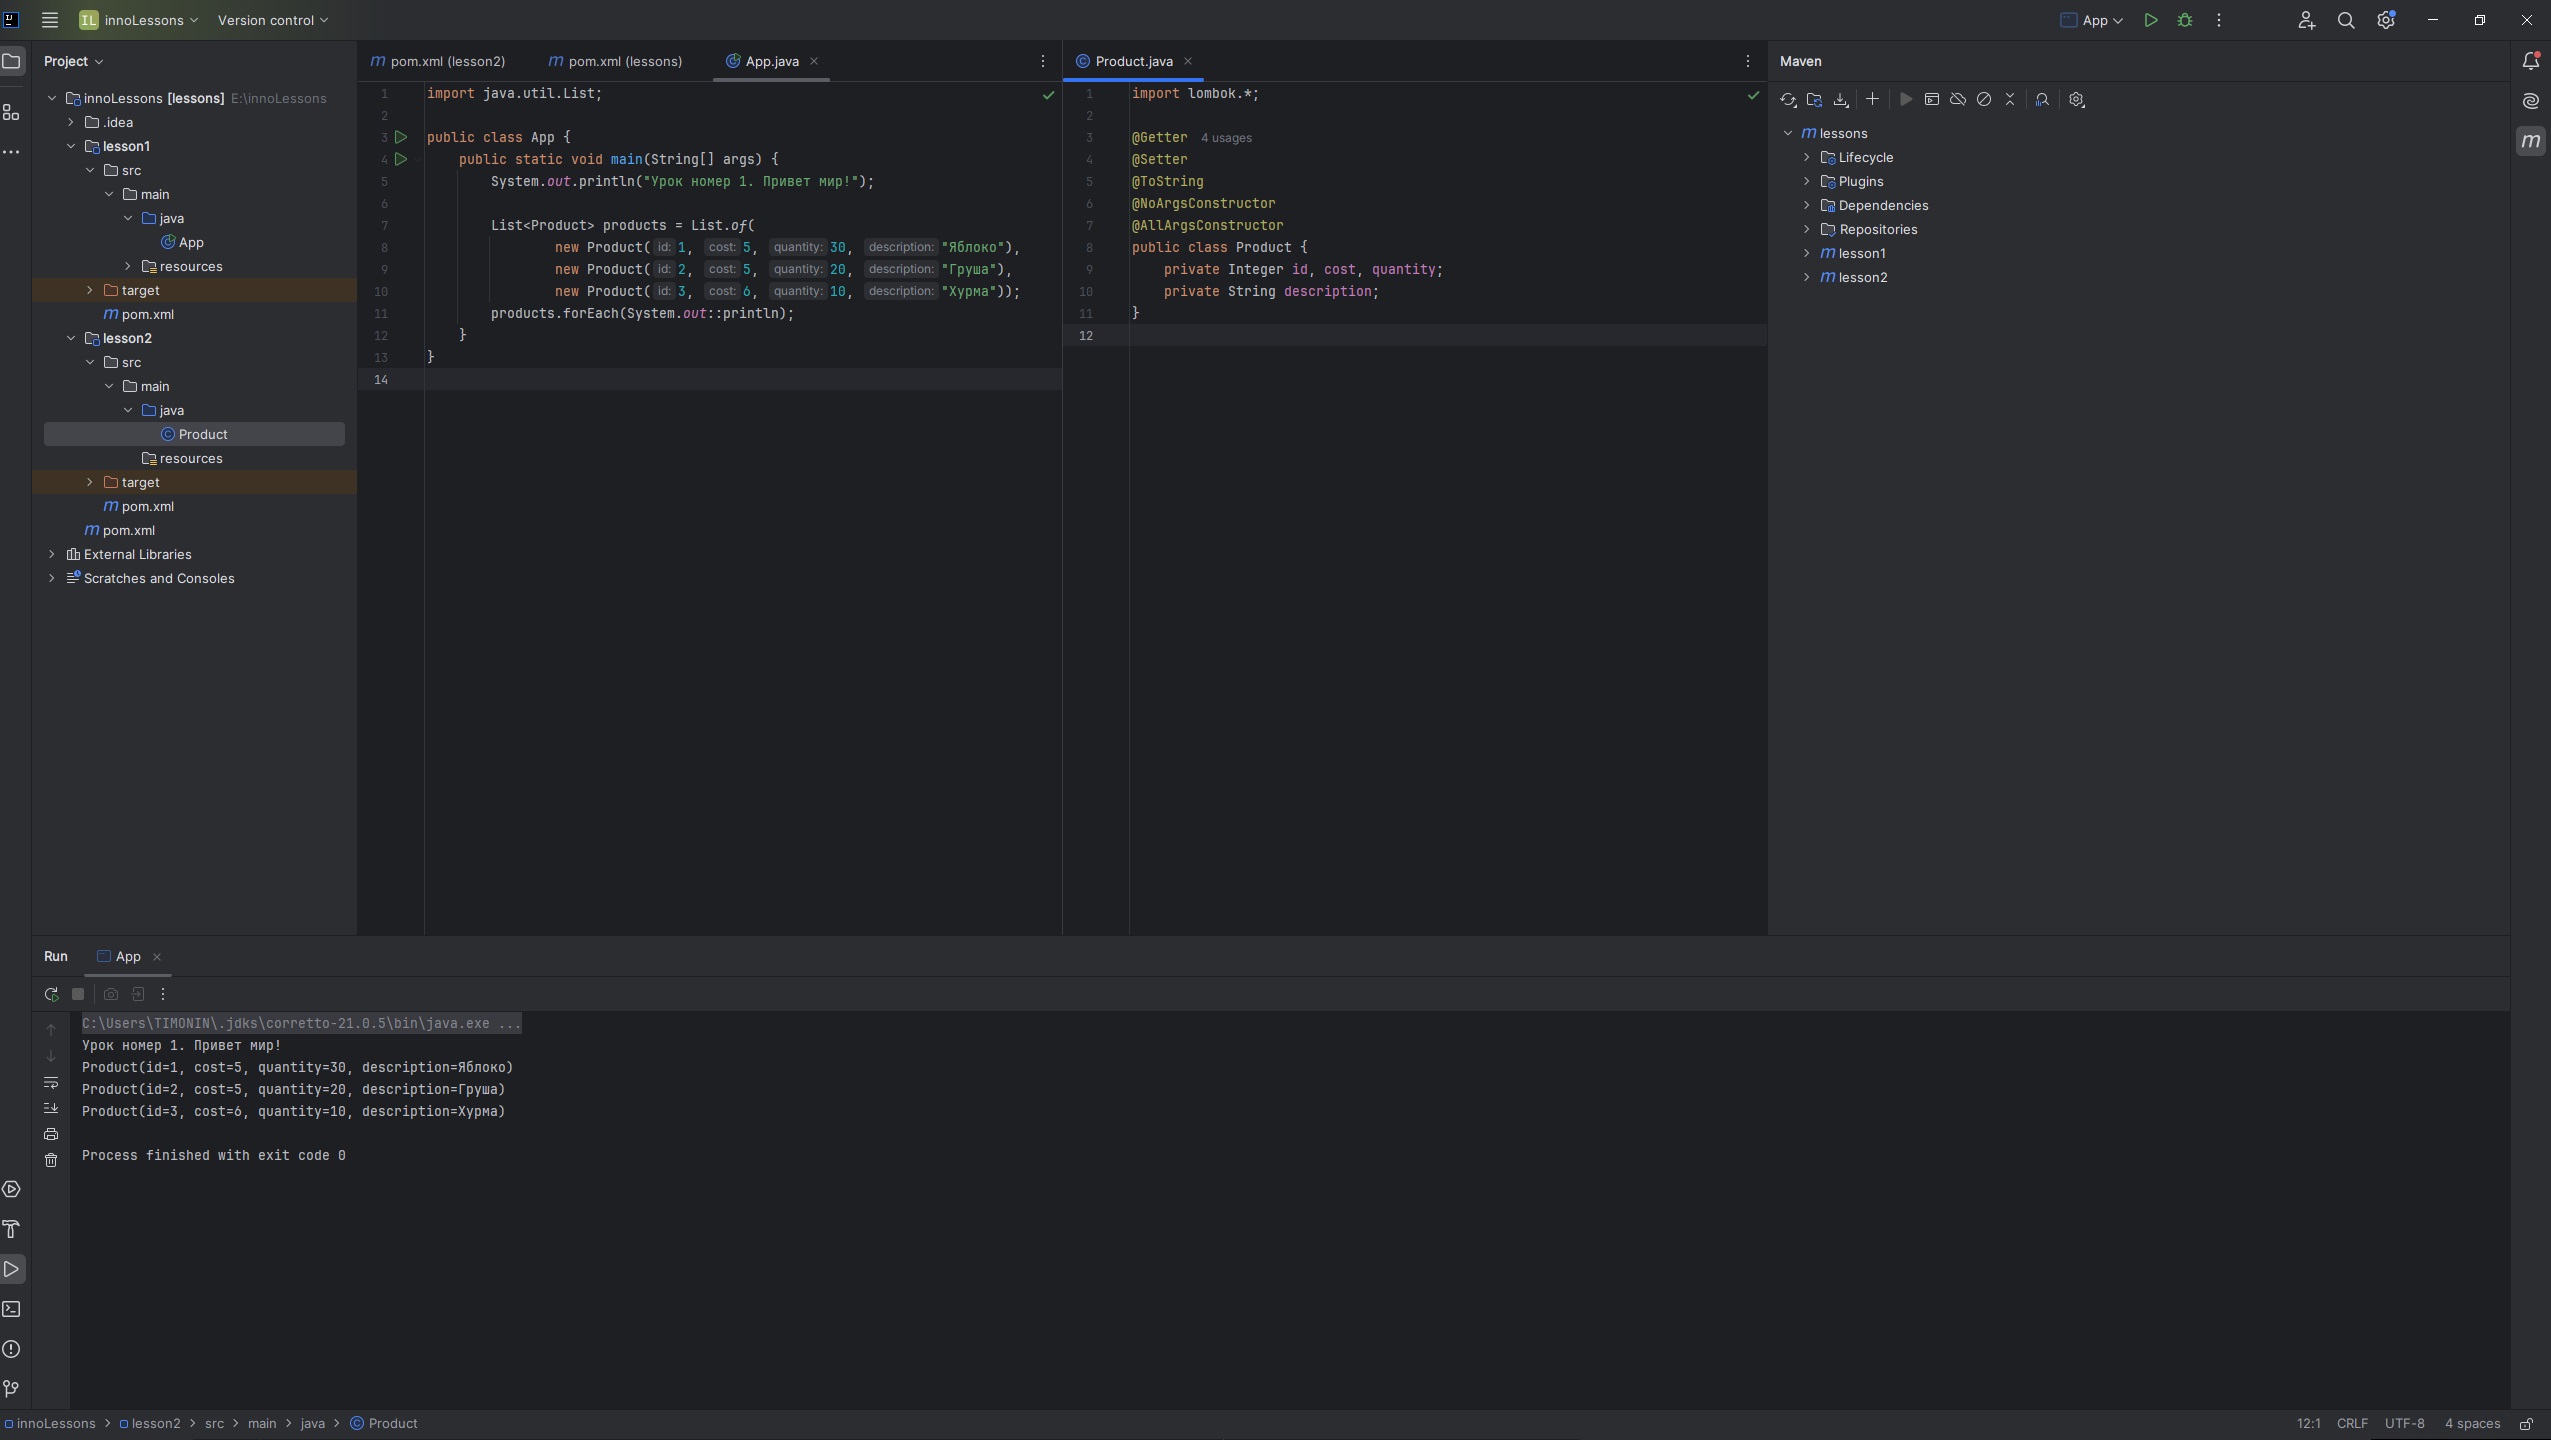 innoLessons Version control App
Project
innoLessons [lessons] E:\innoLessons
.idea
lesson1
src
main
java
App
resources
target
pom.xml
lesson2
src
main
java
Product
resources
target
pom.xml
pom.xml
External Libraries
Scratches and Consoles
pom.xml (lesson2) pom.xml (lessons) App.java
1 import java.util.List;
2
3 public class App {
4 public static void main(String[] args) {
5 System.out.println("Урок номер 1. Привет мир!");
6
7 List<Product> products = List.of(
8 new Product( id: 1, cost: 5, quantity: 30, description: "Яблоко"),
9 new Product( id: 2, cost: 5, quantity: 20, description: "Груша"),
10 new Product( id: 3, cost: 6, quantity: 10, description: "Хурма"));
11 products.forEach(System.out::println);
12 }
13 }
14
Product.java
1 import lombok.*;
2
3 @Getter 4 usages
4 @Setter
5 @ToString
6 @NoArgsConstructor
7 @AllArgsConstructor
8 public class Product {
9 private Integer id, cost, quantity;
10 private String description;
11 }
12
Maven
lessons
Lifecycle
Plugins
Dependencies
Repositories
lesson1
lesson2
Run App
C:\Users\TIMONIN\.jdks\corretto-21.0.5\bin\java.exe ...
Урок номер 1. Привет мир!
Product(id=1, cost=5, quantity=30, description=Яблоко)
Product(id=2, cost=5, quantity=20, description=Груша)
Product(id=3, cost=6, quantity=10, description=Хурма)
Process finished with exit code 0
innoLessons > lesson2 > src > main > java > Product 12:1 CRLF UTF-8 4 spaces